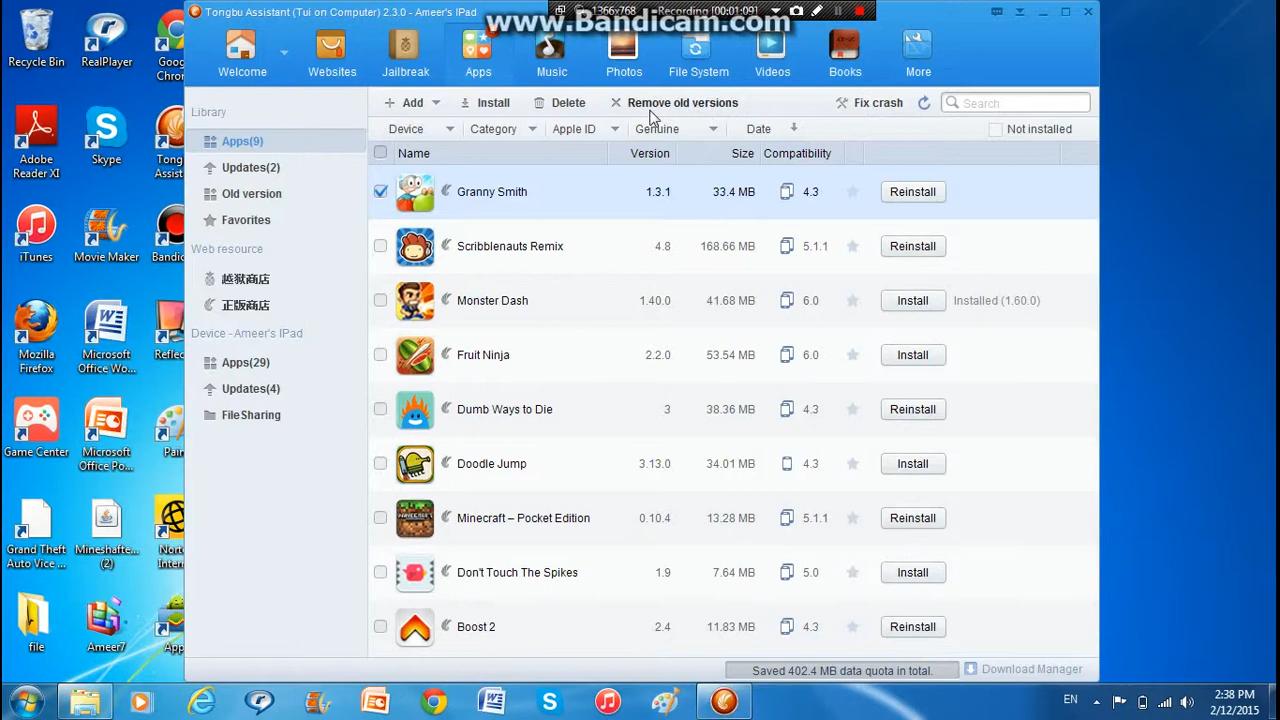 Tongbu Assistant (Tui on Computer) 2.3.0 - Ameer's IPad
1366x768
Recording [00:01:09]
www.Bandicam.com
Recycle Bin
RealPlayer
Adobe Reader XI
Skype
iTunes
Movie Maker
Mozilla Firefox
Microsoft Office Wo...
Game Center
Microsoft Office Po...
Grand Theft Auto Vice ...
Mineshafte... (2)
file
Ameer7
Welcome
Websites
Jailbreak
Apps
Music
Photos
File System
Videos
Books
More
Library
Apps(9)
Updates(2)
Old version
Favorites
Web resource
越狱商店
正版商店
Device - Ameer's IPad
Apps(29)
Updates(4)
FileSharing
Add
Install
Delete
Remove old versions
Fix crash
Search
Device
Category
Apple ID
Genuine
Date
Not installed
Name Version Size Compatibility
Granny Smith 1.3.1 33.4 MB 4.3 Reinstall
Scribblenauts Remix 4.8 168.66 MB 5.1.1 Reinstall
Monster Dash 1.40.0 41.68 MB 6.0 Install Installed (1.60.0)
Fruit Ninja 2.2.0 53.54 MB 6.0 Install
Dumb Ways to Die 3 38.36 MB 4.3 Reinstall
Doodle Jump 3.13.0 34.01 MB 4.3 Install
Minecraft – Pocket Edition 0.10.4 13.28 MB 5.1.1 Reinstall
Don't Touch The Spikes 1.9 7.64 MB 5.0 Install
Boost 2 2.4 11.83 MB 4.3 Reinstall
Saved 402.4 MB data quota in total.
Download Manager
EN
2:38 PM
2/12/2015